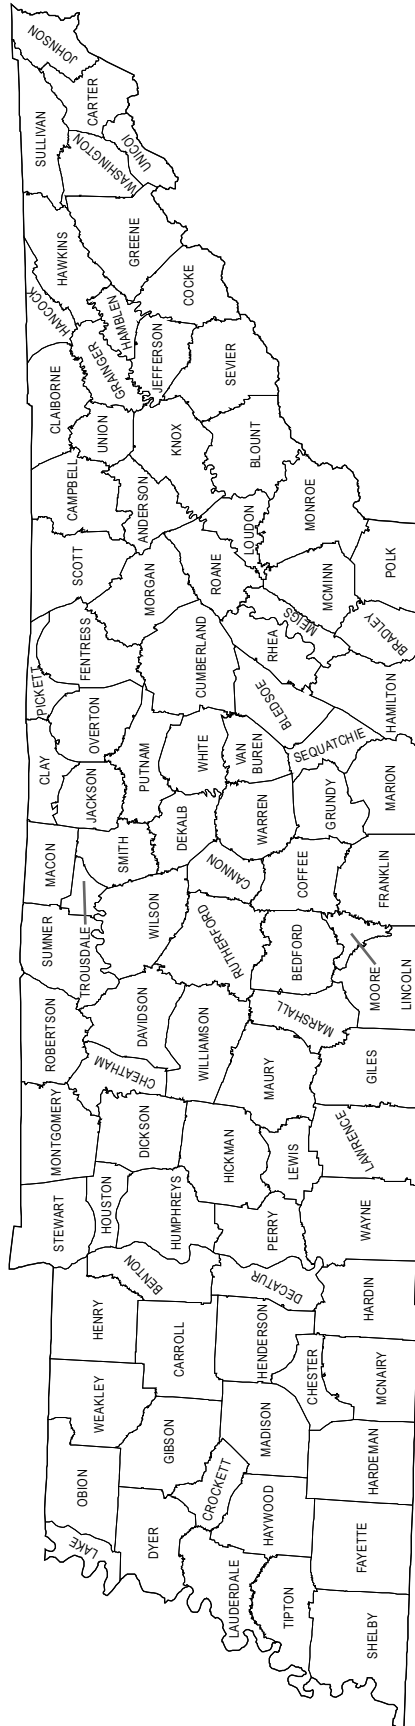 JOHNSON
CARTER
SULLIVAN
UNICOI
WASHINGTON
GREENE
HAWKINS
COCKE
HANCOCK
HAMBLEN
JEFFERSON
GRAINGER
SEVIER
CLAIBORNE
UNION
KNOX
BLOUNT
CAMPBELL
ANDERSON
LOUDON
MONROE
SCOTT
MORGAN
ROANE
MCMINN
POLK
MEIGS
BRADLEY
RHEA
CUMBERLAND
FENTRESS
PICKETT
BLEDSOE
HAMILTON
OVERTON
CLAY
PUTNAM
WHITE
VAN
BUREN
SEQUATCHIE
JACKSON
MARION
GRUNDY
WARREN
DEKALB
SMITH
MACON
CANNON
COFFEE
FRANKLIN
WILSON
TROUSDALE
SUMNER
RUTHERFORD
BEDFORD
MOORE
LINCOLN
MARSHALL
DAVIDSON
ROBERTSON
WILLIAMSON
CHEATHAM
MAURY
GILES
MONTGOMERY
DICKSON
HICKMAN
LEWIS
LAWRENCE
STEWART
HOUSTON
HUMPHREYS
PERRY
WAYNE
BENTON
DECATUR
HARDIN
HENRY
CARROLL
HENDERSON
CHESTER
MCNAIRY
WEAKLEY
GIBSON
MADISON
HARDEMAN
OBION
CROCKETT
HAYWOOD
LAKE
DYER
FAYETTE
LAUDERDALE
TIPTON
SHELBY